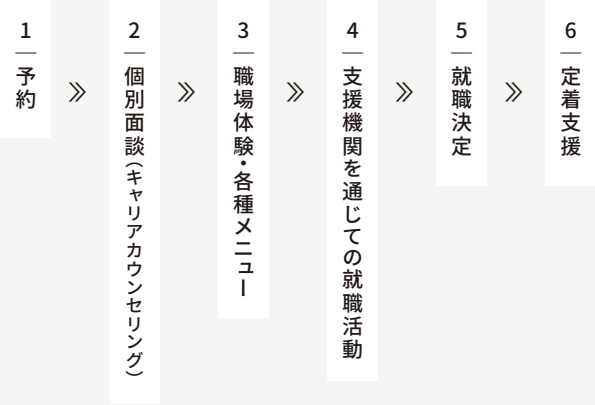 1
予約
2
個別面談(キャリアカウンセリング)
3
職場体験・各種メニュー
4
支援機関を通じての就職活動
5
就職決定
6
定着支援